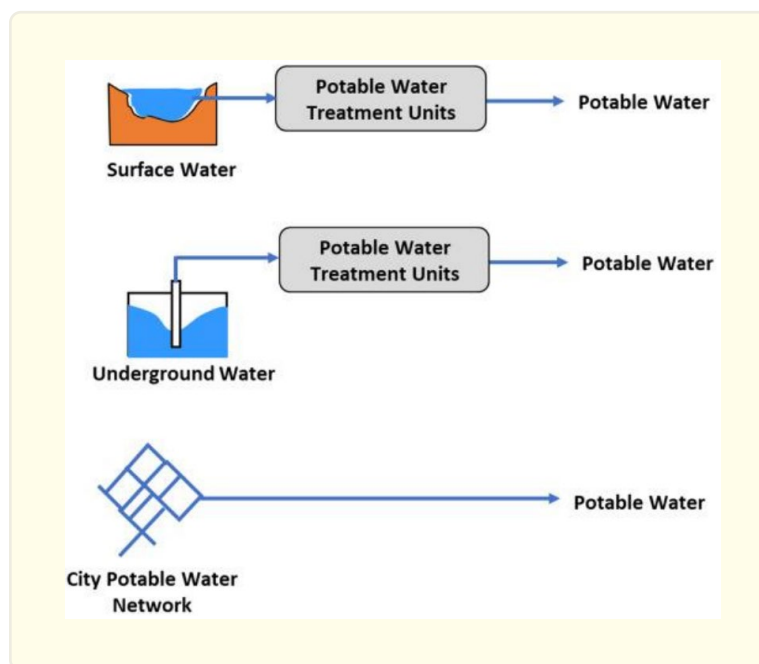 Potable Water
Treatment Units
Potable Water
Surface Water
Potable Water
Treatment Units
Potable Water
Underground Water
Potable Water
City Potable Water
Network